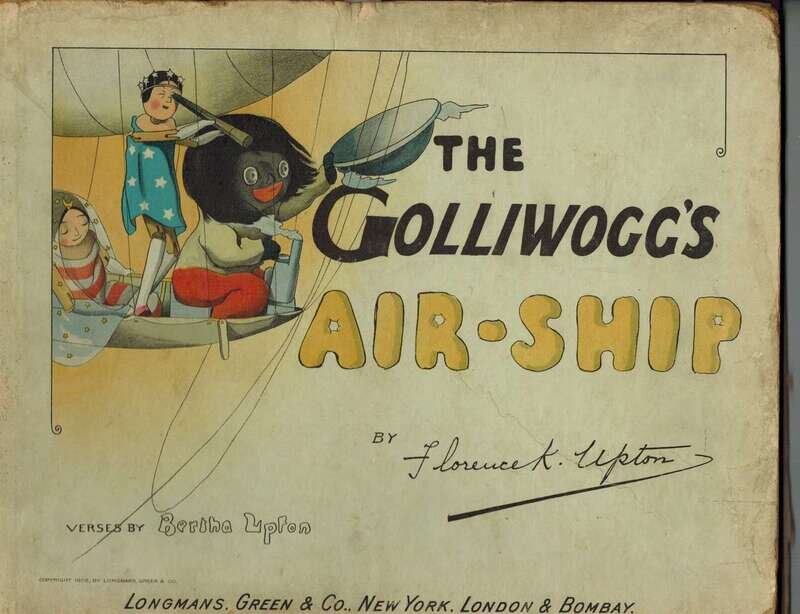 THE
GOLLIWOGG'S
AIR-SHIP
BY
Florence K. Upton
VERSES BY Bertha Upton
COPYRIGHT BY LONGMANS, GREEN & CO.
LONGMANS, GREEN & CO., NEW YORK, LONDON & BOMBAY.